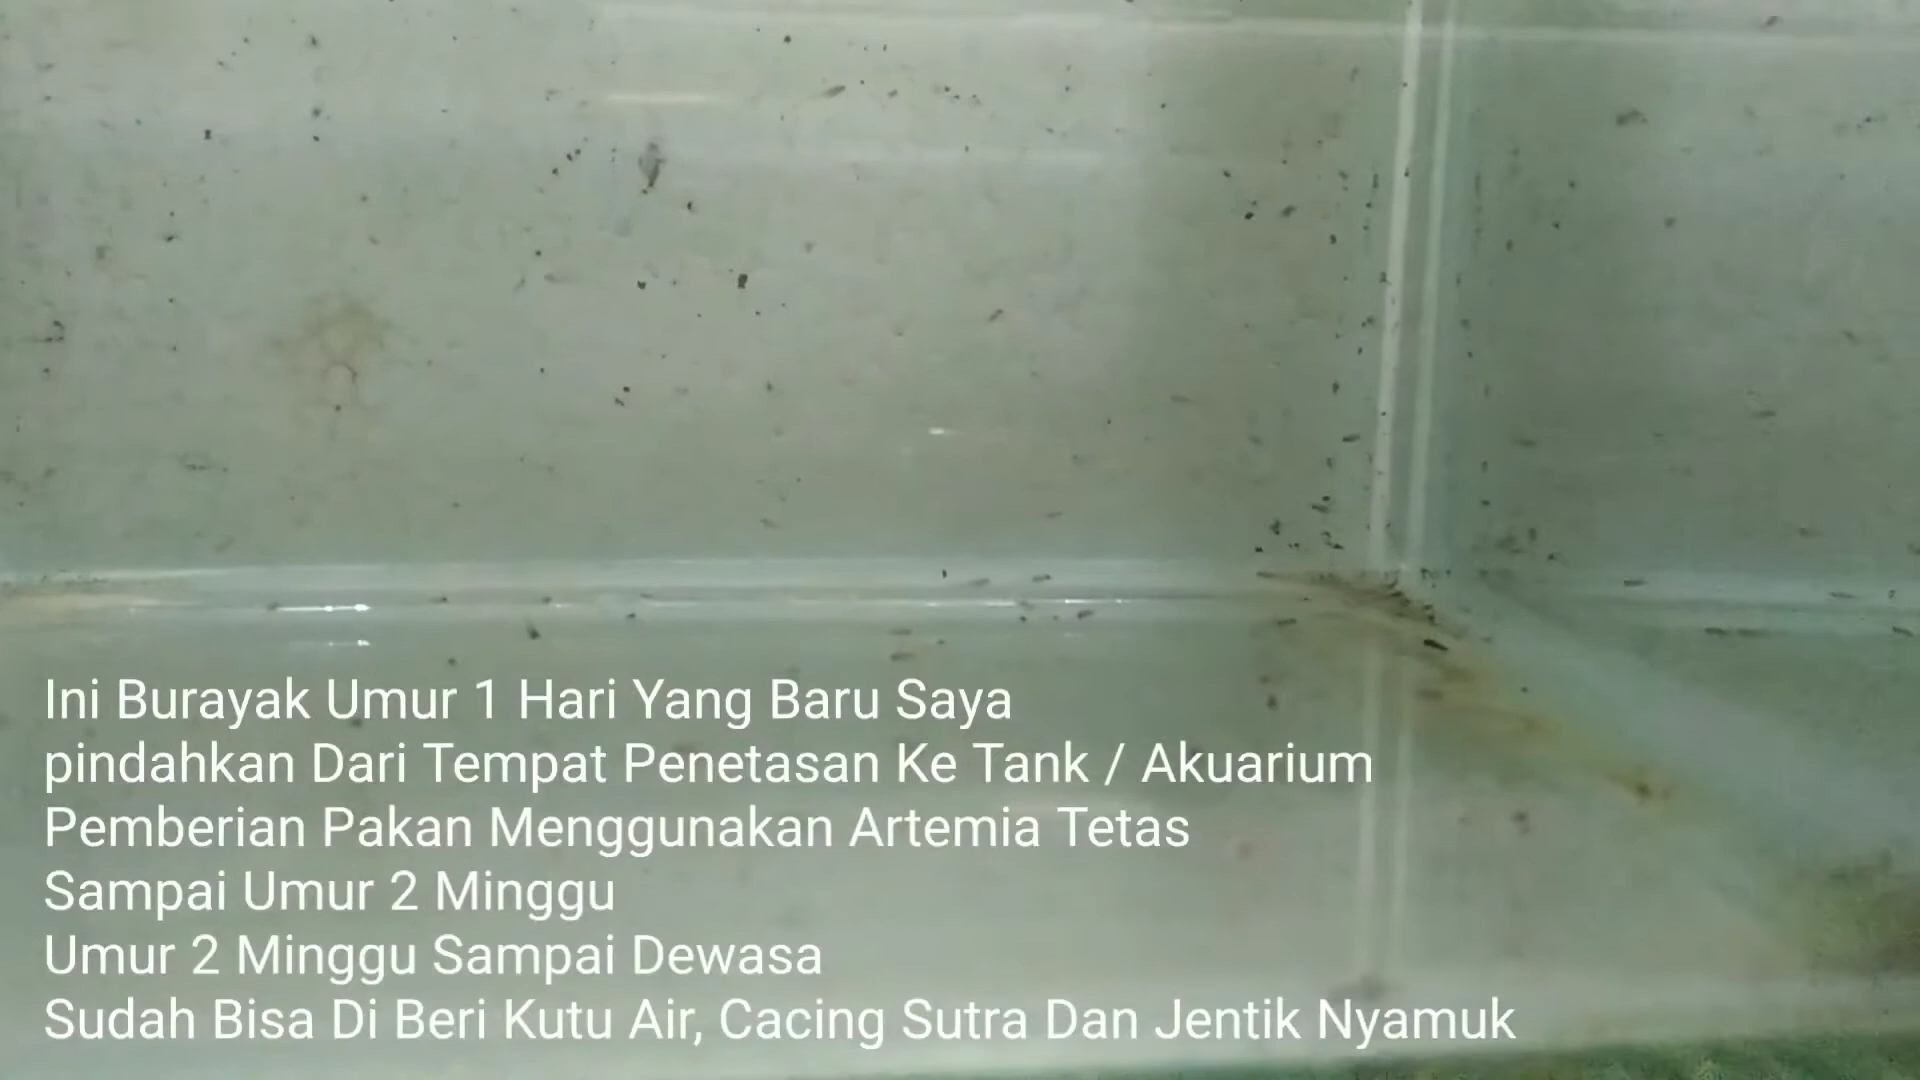 Ini Burayak Umur 1 Hari Yang Baru Saya
pindahkan Dari Tempat Penetasan Ke Tank / Akuarium
Pemberian Pakan Menggunakan Artemia Tetas
Sampai Umur 2 Minggu
Umur 2 Minggu Sampai Dewasa
Sudah Bisa Di Beri Kutu Air, Cacing Sutra Dan Jentik Nyamuk